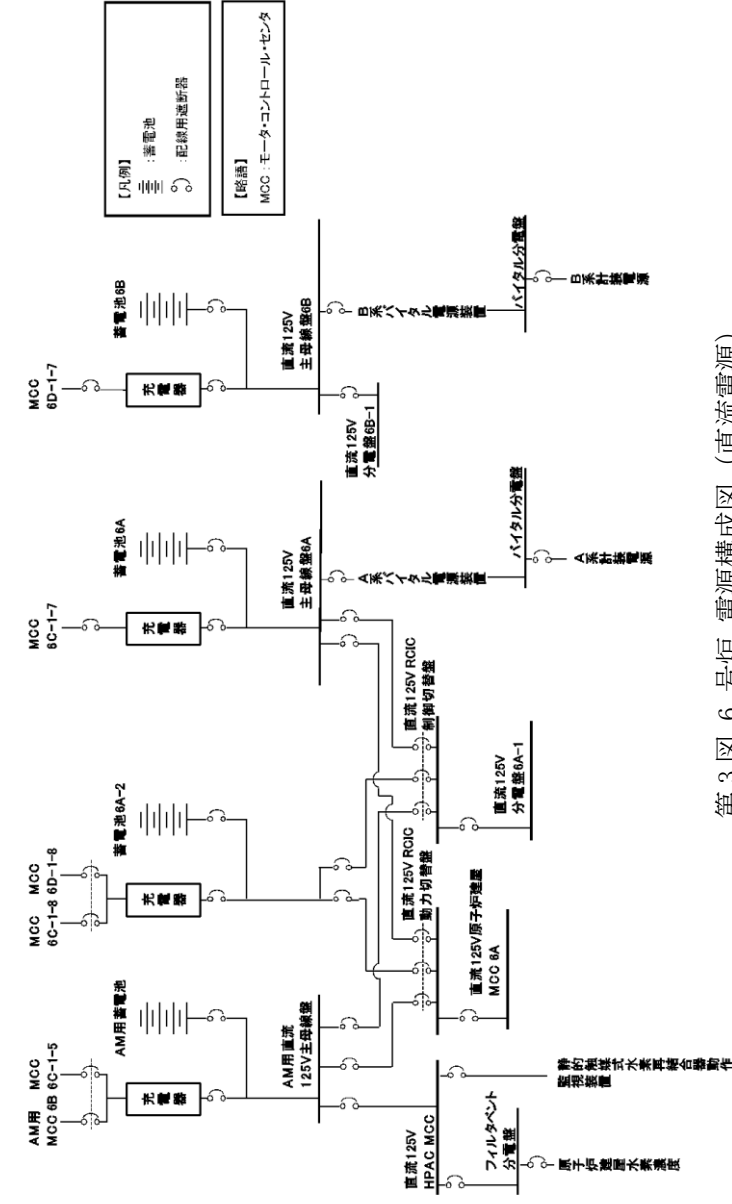 AM用
MCC 6B
MCC
6C-1-5
充電器
AM用蓄電池
AM用直流
125V主母線盤
直流125V
HPAC MCC
フィルタベント
分電盤
原子炉建屋水素濃度
静的触媒式水素再結合器動作
監視装置
MCC
6C-1-8
MCC
6D-1-8
充電器
蓄電池6A-2
直流125V RCIC
動力切替盤
直流125V原子炉建屋
MCC 6A
直流125V RCIC
制御切替盤
直流125V
分電盤6A-1
MCC
6C-1-7
充電器
蓄電池6A
直流125V
主母線盤6A
A系バイタル電源装置
バイタル分電盤
A系計装電源
MCC
6D-1-7
充電器
蓄電池6B
直流125V
主母線盤6B
直流125V
分電盤6B-1
B系バイタル電源装置
バイタル分電盤
B系計装電源
【凡例】
：蓄電池
：配線用遮断器
【略語】
MCC：モータ・コントロール・センタ
第3図 6号炉 電源構成図（直流電源）